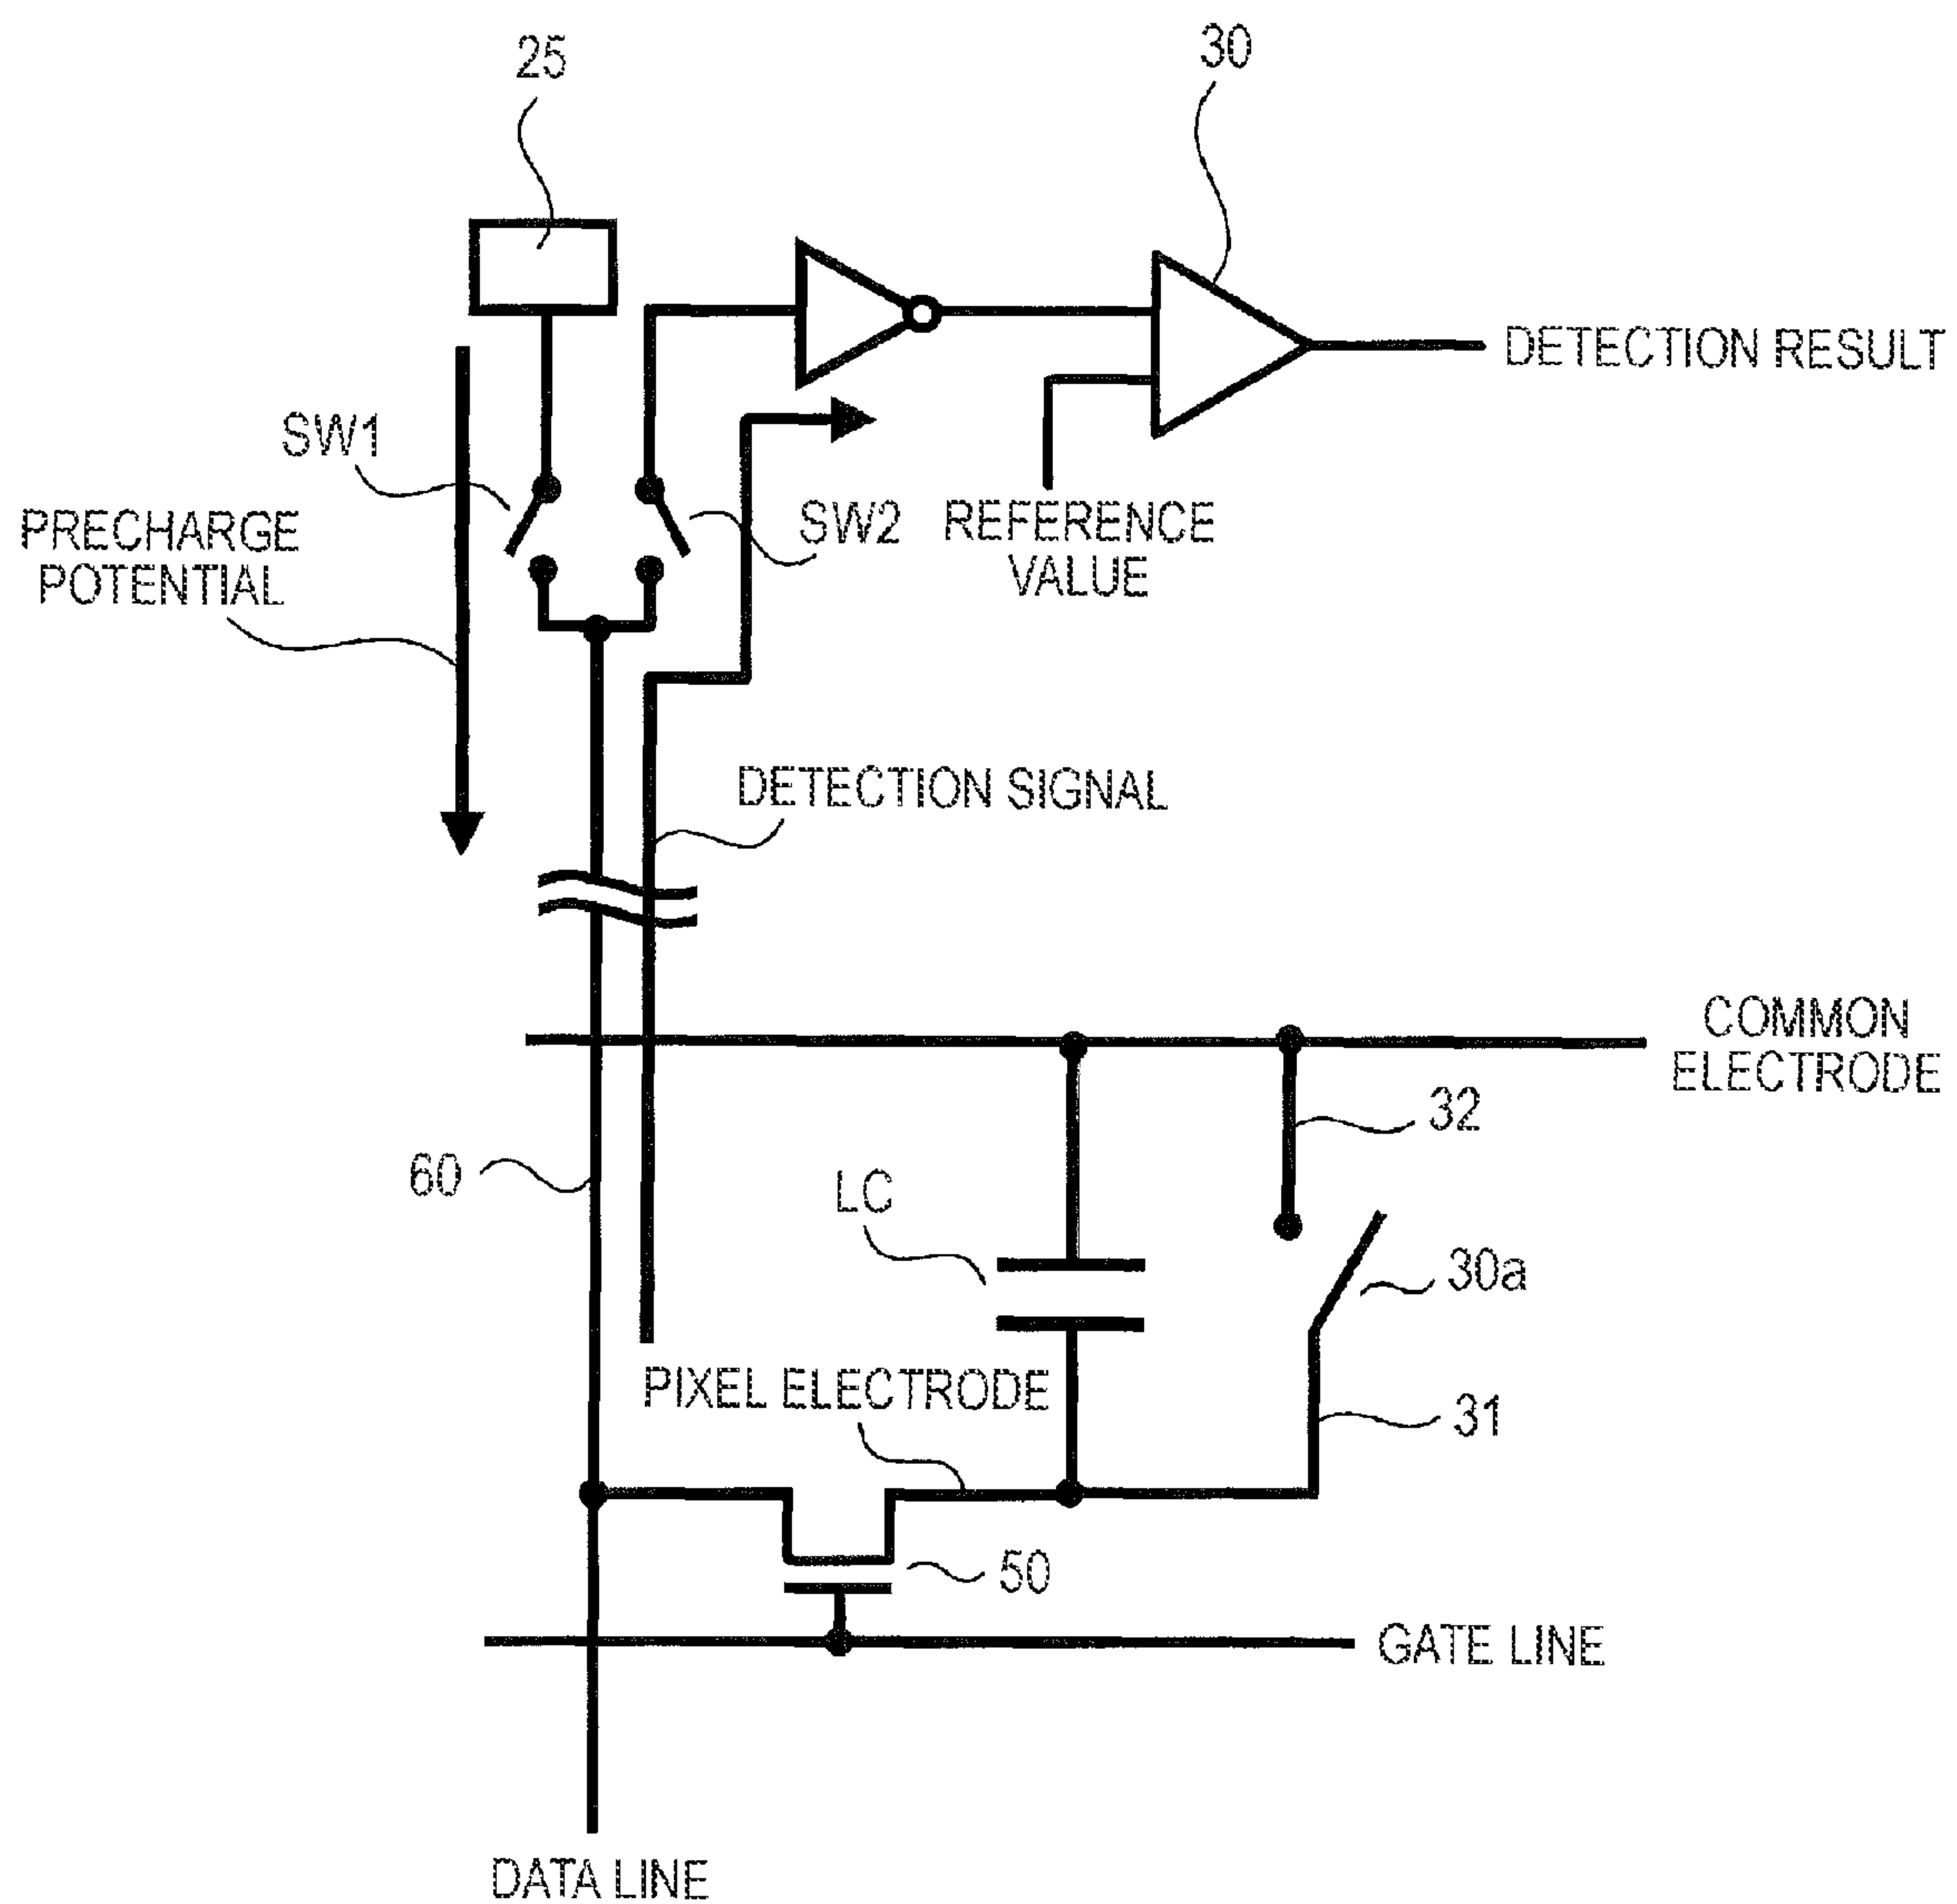 25
30
DETECTION RESULT
SW1
SW2
REFERENCE
VALUE
PRECHARGE
POTENTIAL
DETECTION SIGNAL
COMMON
ELECTRODE
32
60
LC
30a
PIXEL ELECTRODE
31
50
GATE LINE
DATA LINE